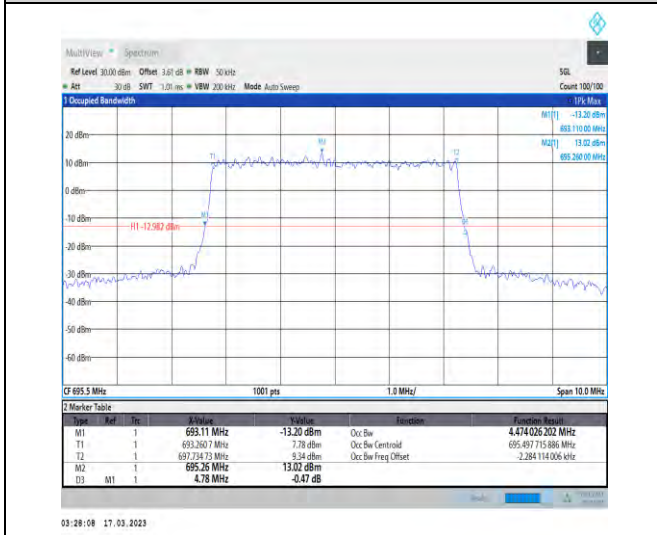 MultiView Spectrum
Ref Level 30.00 dBm Offset 3.61 dB RBW 50 kHz SGL
Att 30 dB SWT 1.01 ms VBW 200 kHz Mode Auto Sweep Count 100/100
1 Occupied Bandwidth 1Pk Max
M1[1] -13.20 dBm
693.11000 MHz
M2[1] 13.02 dBm
695.26000 MHz
20 dBm
M2
T1
T2
10 dBm
0 dBm
-10 dBm
M1
H1 -12.982 dBm
-20 dBm
-30 dBm
-40 dBm
-50 dBm
-60 dBm
CF 695.5 MHz 1001 pts 1.0 MHz/ Span 10.0 MHz
2 Marker Table
Type Ref Trc X-Value Y-Value Function Function Result
M1 1 693.11 MHz -13.20 dBm Occ Bw 4.474 026 202 MHz
T1 1 693.260 7 MHz 7.78 dBm Occ Bw Centroid 695.497 715 886 MHz
T2 1 697.734 73 MHz 9.34 dBm Occ Bw Freq Offset -2.284 114 006 kHz
M2 1 695.26 MHz 13.02 dBm
D3 M1 1 4.78 MHz -0.47 dB
03:28:08 17.03.2023